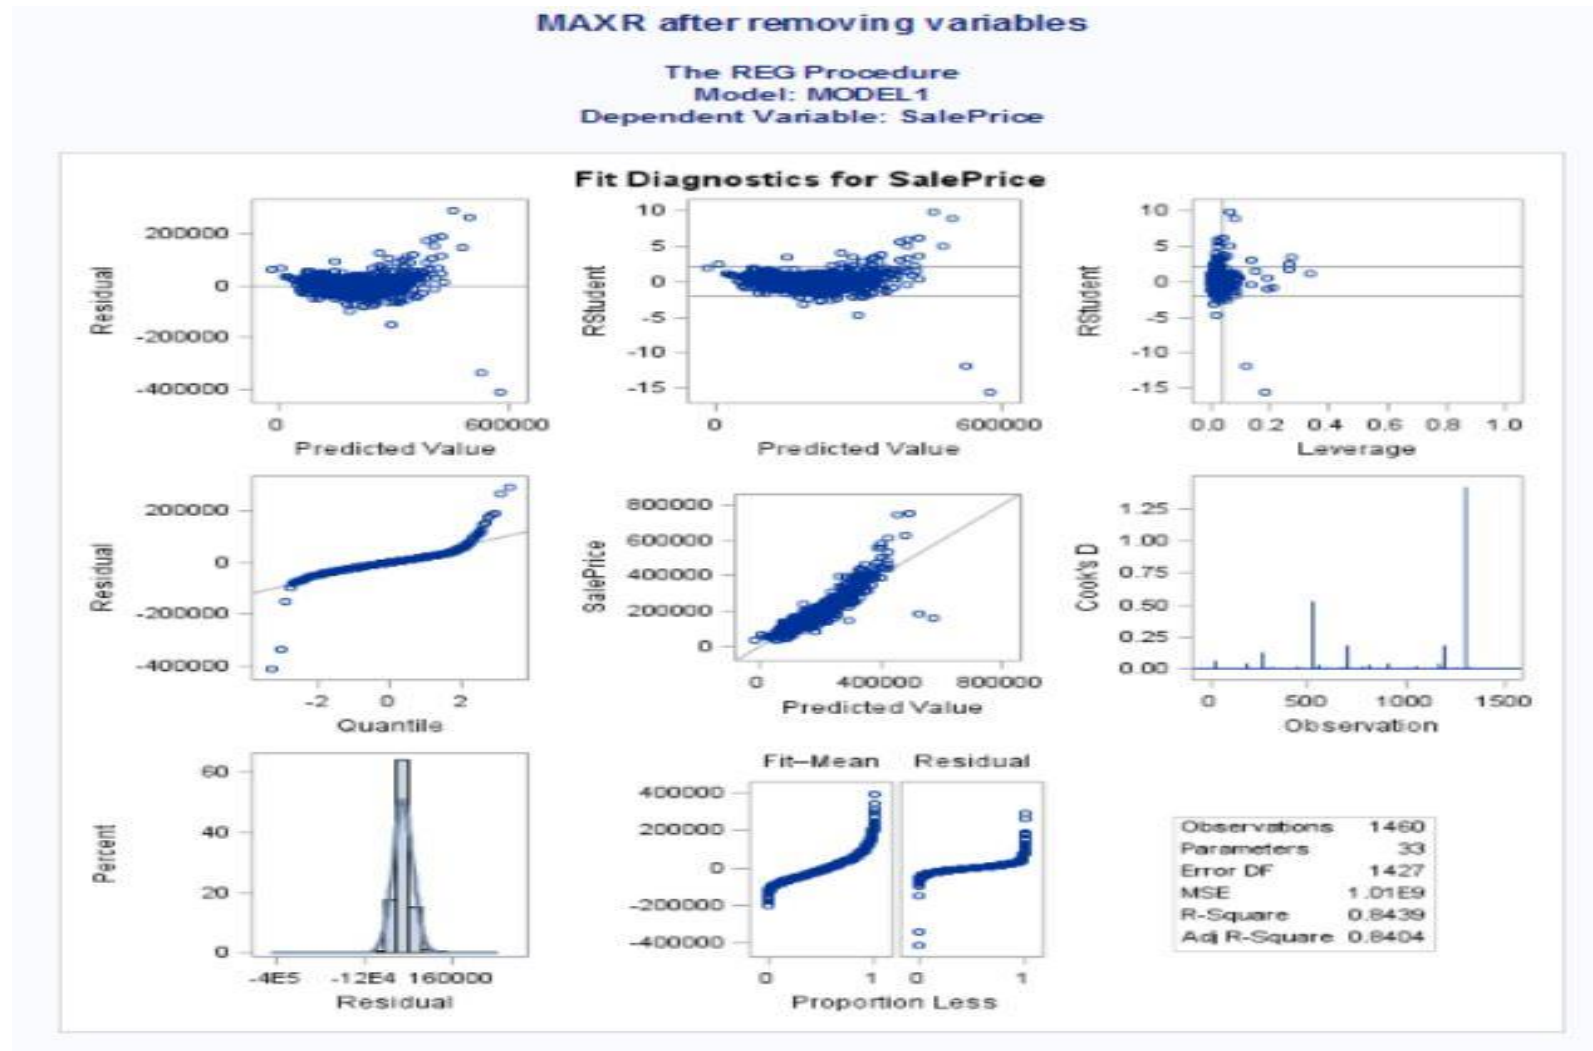 MAXR after removing variables
The REG Procedure
Model: MODEL1
Dependent Variable: SalePrice
Fit Diagnostics for SalePrice
Residual
200000
0
-200000
-400000
0 600000
Predicted Value
RStudent
10
5
0
-5
-10
-15
0 600000
Predicted Value
RStudent
10
5
0
-5
-10
-15
0.0 0.2 0.4 0.6 0.8 1.0
Leverage
Residual
200000
0
-200000
-400000
-2 0 2
Quantile
SalePrice
800000
600000
400000
200000
0
0 400000 800000
Predicted Value
Cook's D
1.25
1.00
0.75
0.50
0.25
0.00
0 500 1000 1500
Observation
Percent
60
40
20
0
-4E5 -12E4 160000
Residual
Fit–Mean Residual
400000
200000
0
-200000
-400000
0 1 0 1
Proportion Less
Observations 1460
Parameters 33
Error DF 1427
MSE 1.01E9
R-Square 0.8439
Adj R-Square 0.8404